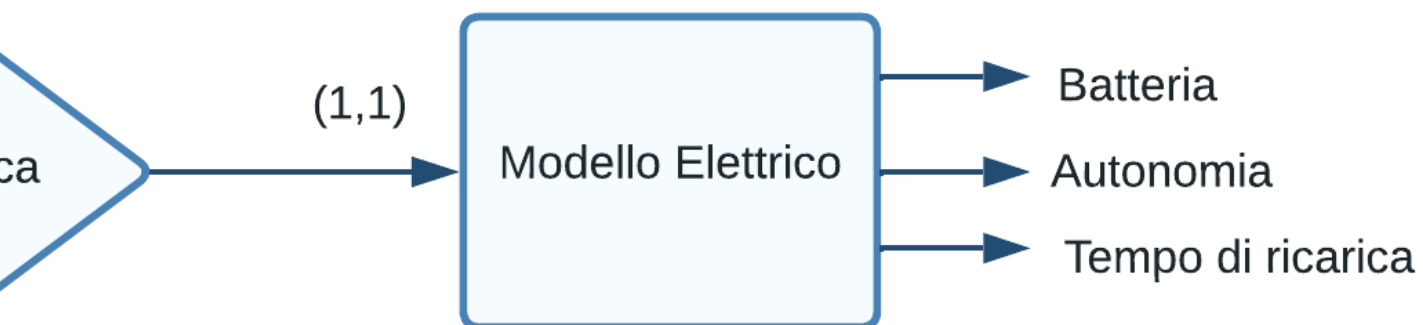 ca
(1,1)
Modello Elettrico
Batteria
Autonomia
Tempo di ricarica